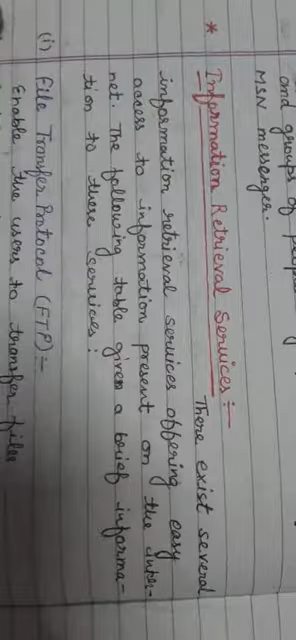 and groups of people
MSN messenger.
* Information Retrieval Services :- There exist several
information retrieval services offering easy
access to information present on the inter-
net. The following table given a brief informa-
tion to these services :
(i) File Transfer Protocol (FTP) :-
Enable the users to transfer files